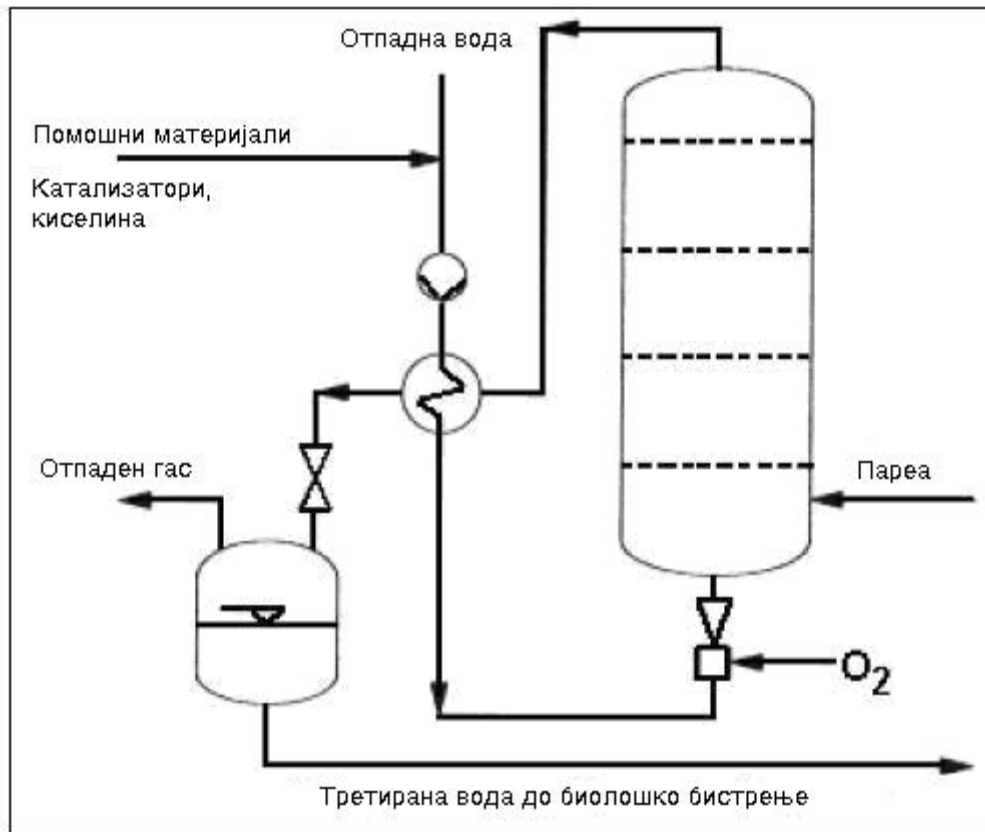 Отпадна вода
Помошни материјали
Катализатори,
киселина
Отпаден гас
Пареа
O2
Третирана вода до биолошко бистрење